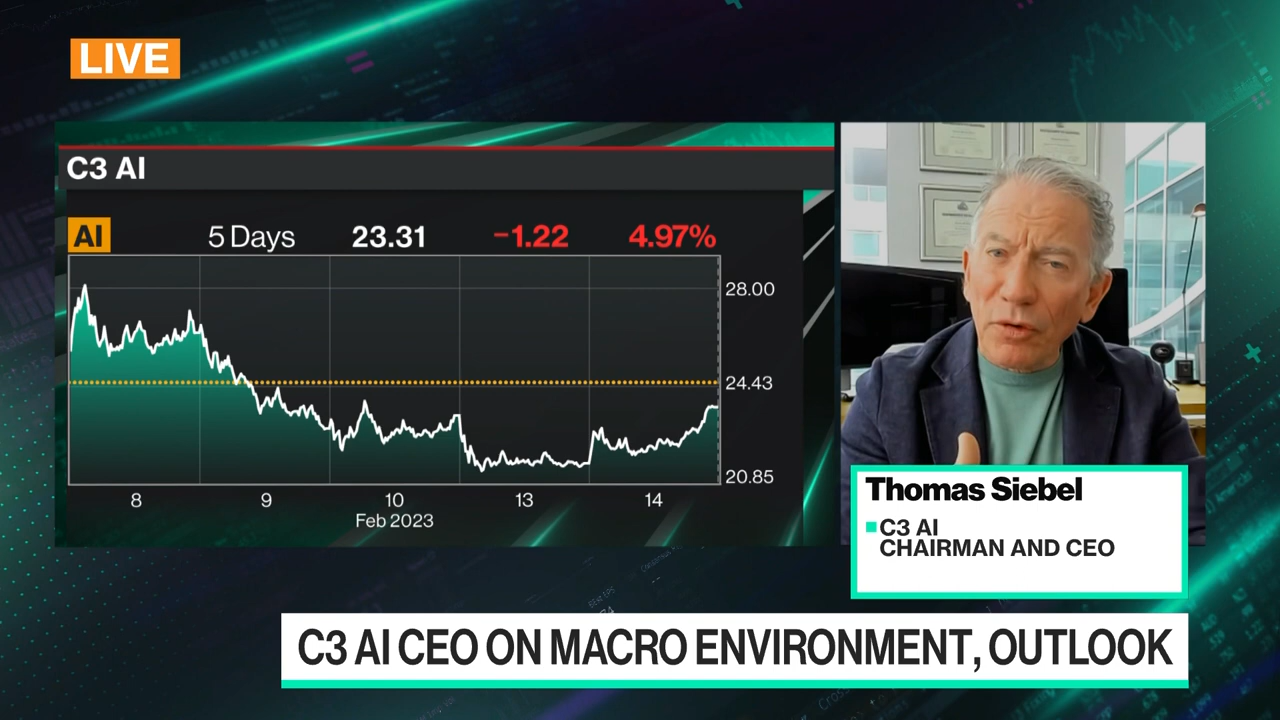 LIVE
C3 AI
AI 5 Days 23.31 −1.22 4.97%
28.00
24.43
20.85
8 9 10 13 14
Feb 2023
Thomas Siebel
C3 AI
CHAIRMAN AND CEO
C3 AI CEO ON MACRO ENVIRONMENT, OUTLOOK